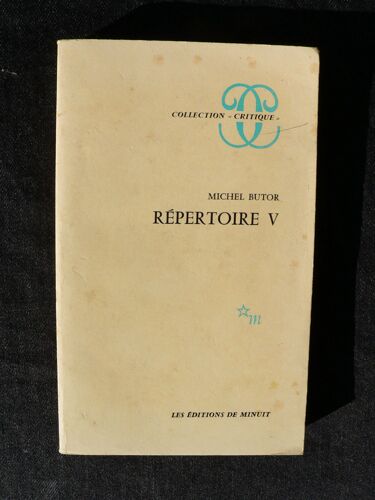 COLLECTION « CRITIQUE »
MICHEL BUTOR
RÉPERTOIRE V
m
LES ÉDITIONS DE MINUIT